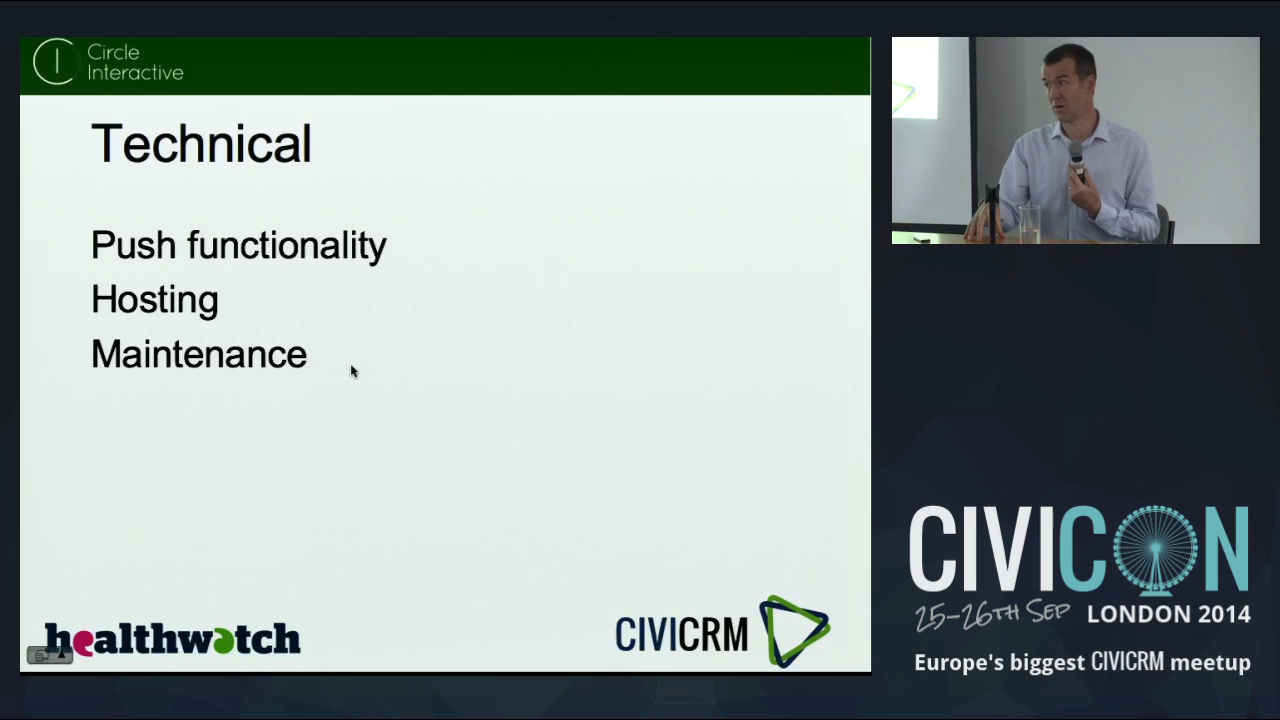 Circle
Interactive
Technical
Push functionality
Hosting
Maintenance
healthwatch
CIVICRM
CIVICON
25-26TH SEP LONDON 2014
Europe's biggest CIVICRM meetup